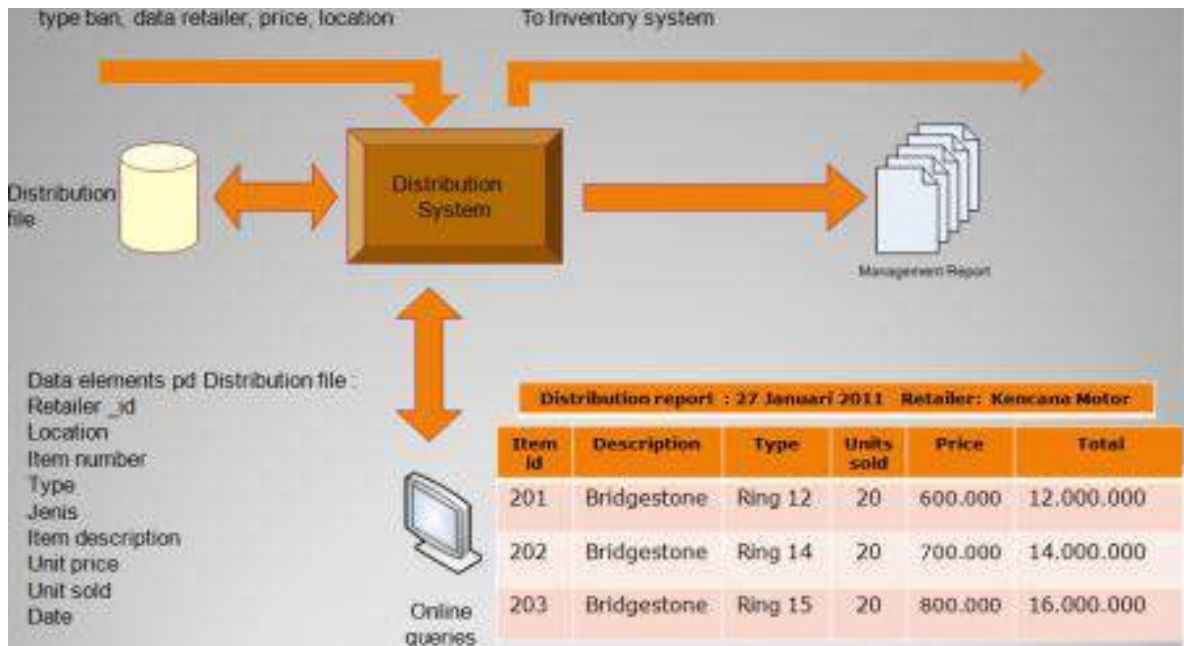 type ban, data retailer, price, location
To Inventory system
Distribution
file
Distribution
System
Management Report
Data elements pd Distribution file :
Retailer _id
Location
Item number
Type
Jenis
Item description
Unit price
Unit sold
Date
Online
queries
Distribution report : 27 Januari 2011 Retailer: Kencana Motor
Item id Description Type Units sold Price Total
201 Bridgestone Ring 12 20 600.000 12.000.000
202 Bridgestone Ring 14 20 700.000 14.000.000
203 Bridgestone Ring 15 20 800.000 16.000.000